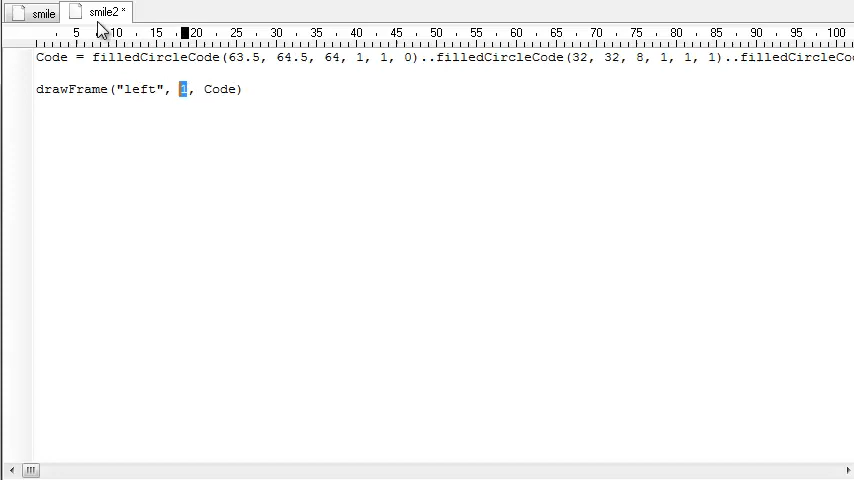 smile smile2 *
5 10 15 20 25 30 35 40 45 50 55 60 65 70 75 80 85 90 95 100
Code = filledCircleCode(63.5, 64.5, 64, 1, 1, 0)..filledCircleCode(32, 32, 8, 1, 1, 1)..filledCircleCo
drawFrame("left", 1, Code)